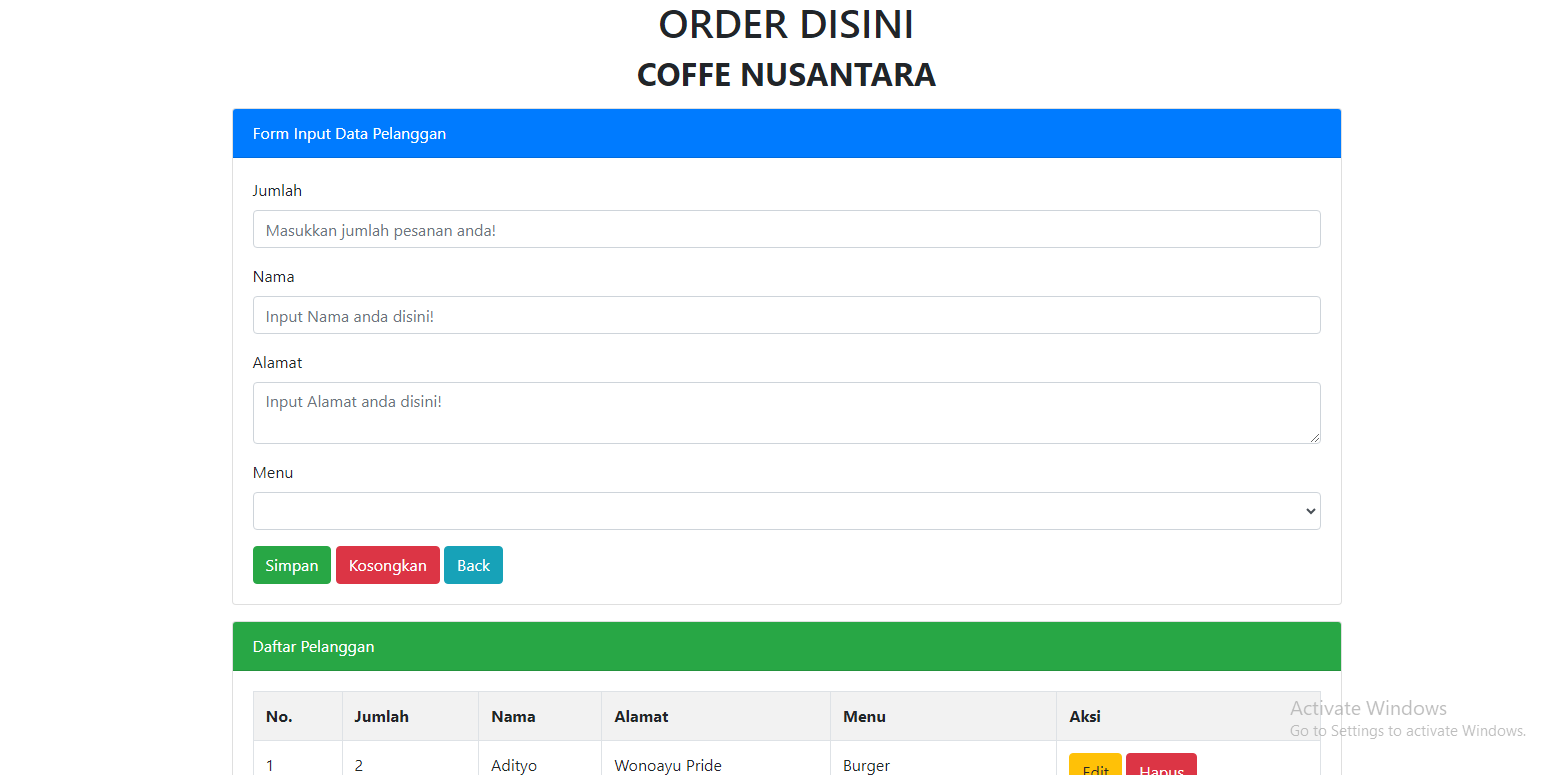 ORDER DISINI
COFFE NUSANTARA
Form Input Data Pelanggan
Jumlah
Masukkan jumlah pesanan anda!
Nama
Input Nama anda disini!
Alamat
Input Alamat anda disini!
Menu
Simpan Kosongkan Back
Daftar Pelanggan
No. Jumlah Nama Alamat Menu Aksi
1 2 Adityo Wonoayu Pride Burger Edit Hapus
Activate Windows
Go to Settings to activate Windows.